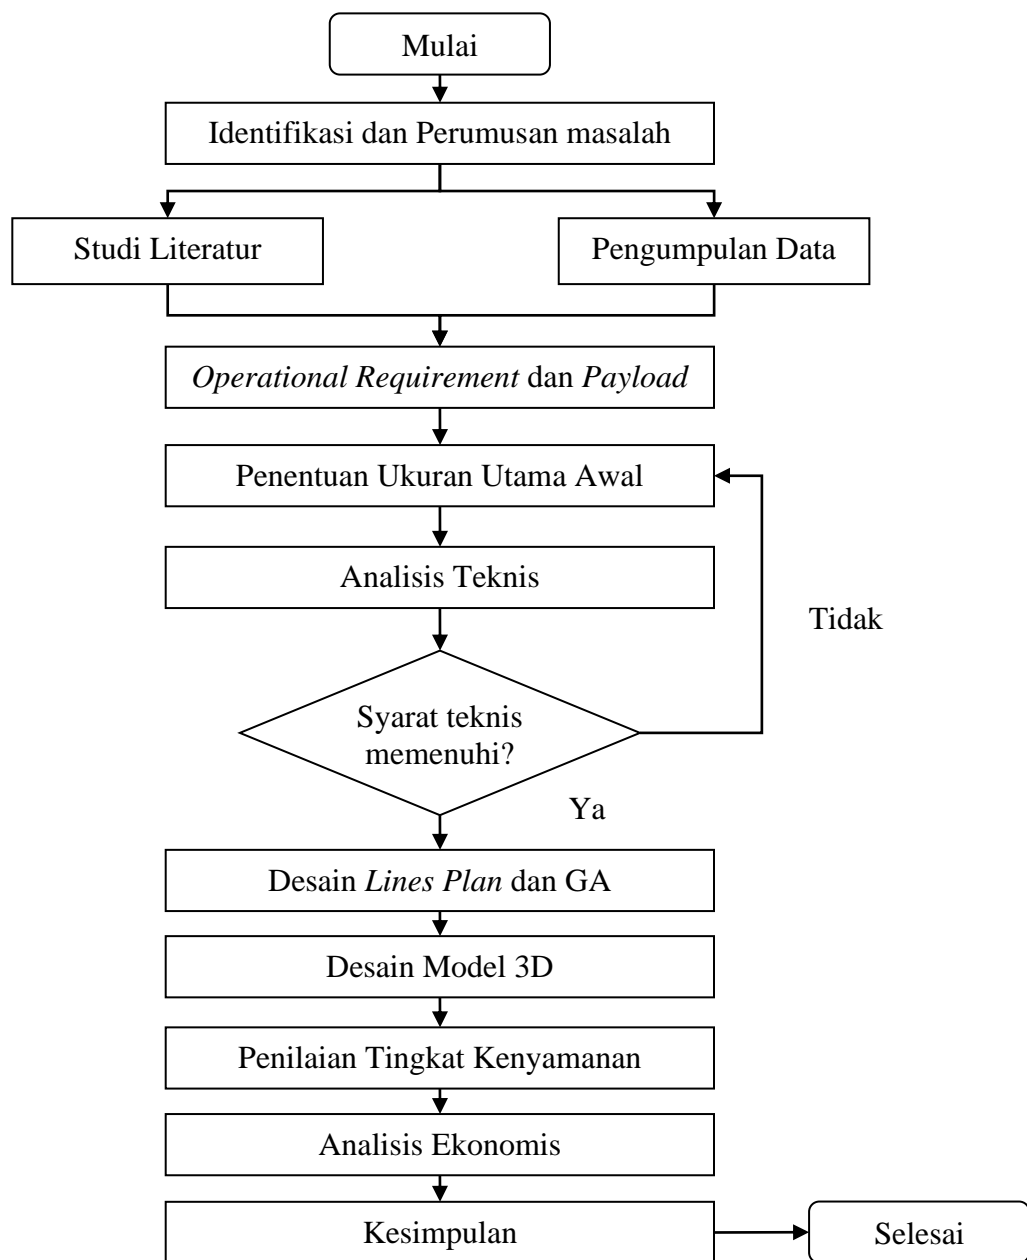 Mulai
Identifikasi dan Perumusan masalah
Studi Literatur
Pengumpulan Data
Operational Requirement dan Payload
Penentuan Ukuran Utama Awal
Analisis Teknis
Tidak
Syarat teknis
memenuhi?
Ya
Desain Lines Plan dan GA
Desain Model 3D
Penilaian Tingkat Kenyamanan
Analisis Ekonomis
Kesimpulan
Selesai